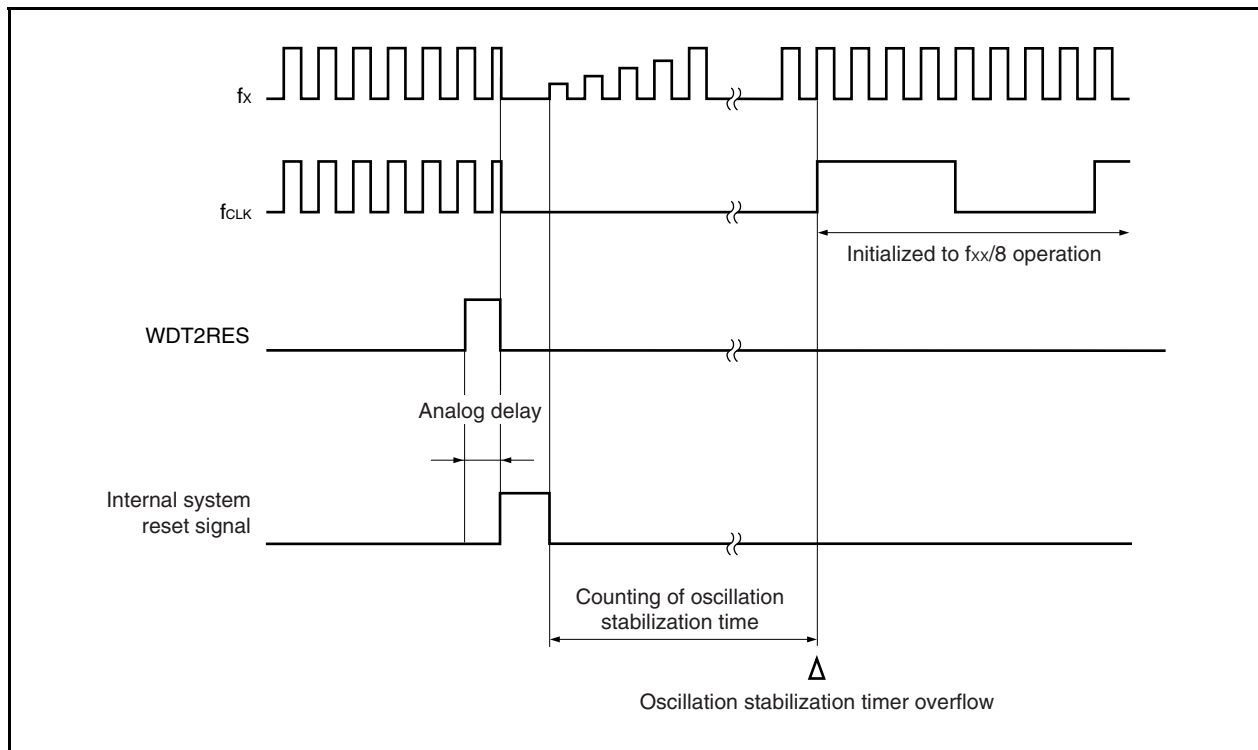 fX
fCLK
Initialized to fXX/8 operation
WDT2RES
Analog delay
Internal system
reset signal
Counting of oscillation
stabilization time
Oscillation stabilization timer overflow